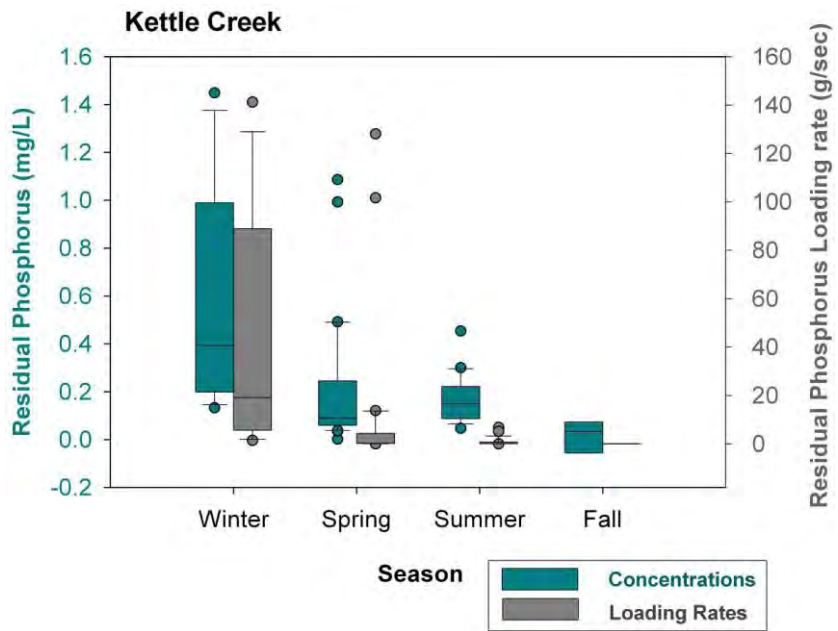 Kettle Creek
Residual Phosphorus (mg/L)
1.6
1.4
1.2
1.0
0.8
0.6
0.4
0.2
0.0
-0.2
160
140
120
100
80
60
40
20
0
Residual Phosphorus Loading rate (g/sec)
Winter
Spring
Summer
Fall
Season
Concentrations
Loading Rates